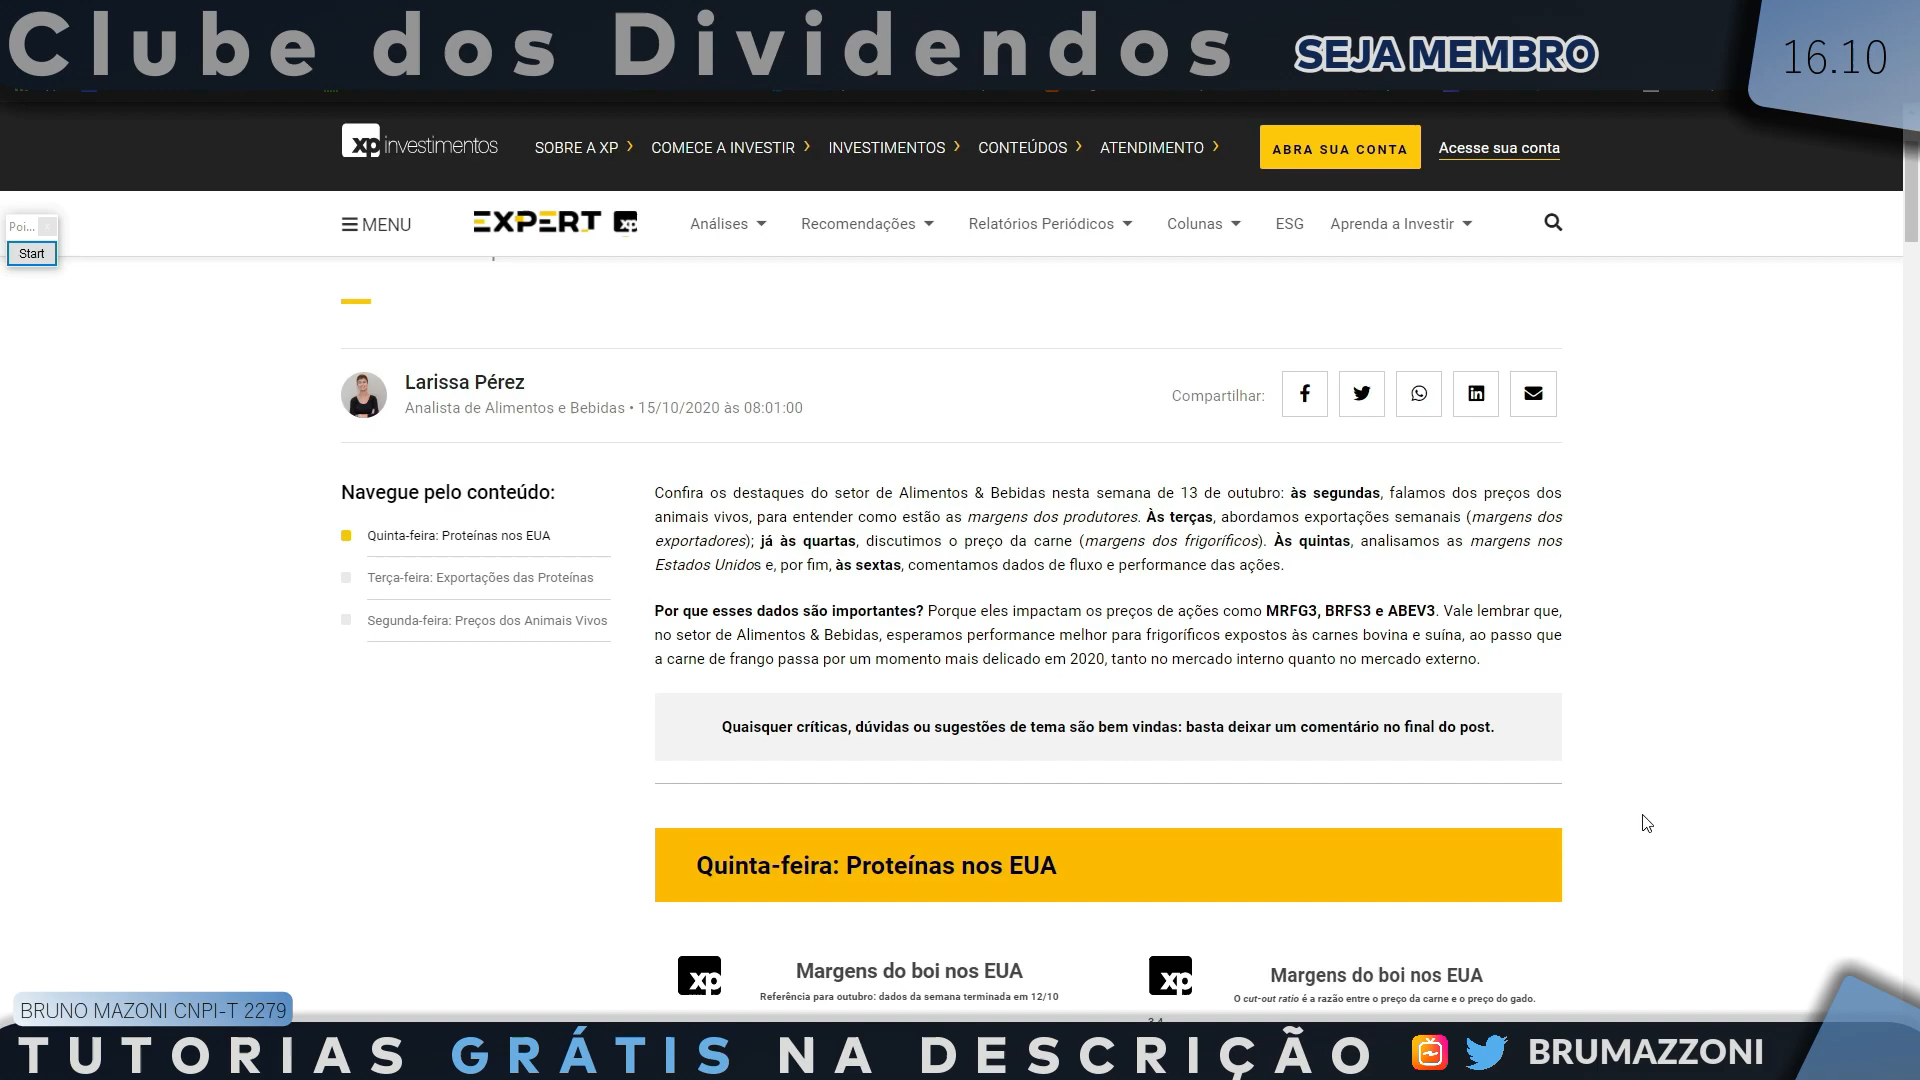 Clube dos Dividendos
SEJA MEMBRO
16.10
xp investimentos
SOBRE A XP
COMECE A INVESTIR
INVESTIMENTOS
CONTEÚDOS
ATENDIMENTO
ABRA SUA CONTA
Acesse sua conta
Poi...
Start
MENU
EXPERT xp
Análises
Recomendações
Relatórios Periódicos
Colunas
ESG
Aprenda a Investir
Larissa Pérez
Analista de Alimentos e Bebidas • 15/10/2020 às 08:01:00
Compartilhar:
Navegue pelo conteúdo:
Quinta-feira: Proteínas nos EUA
Terça-feira: Exportações das Proteínas
Segunda-feira: Preços dos Animais Vivos
Confira os destaques do setor de Alimentos & Bebidas nesta semana de 13 de outubro: às segundas, falamos dos preços dos
animais vivos, para entender como estão as margens dos produtores. Às terças, abordamos exportações semanais (margens dos
exportadores); já às quartas, discutimos o preço da carne (margens dos frigoríficos). Às quintas, analisamos as margens nos
Estados Unidos e, por fim, às sextas, comentamos dados de fluxo e performance das ações.
Por que esses dados são importantes? Porque eles impactam os preços de ações como MRFG3, BRFS3 e ABEV3. Vale lembrar que,
no setor de Alimentos & Bebidas, esperamos performance melhor para frigoríficos expostos às carnes bovina e suína, ao passo que
a carne de frango passa por um momento mais delicado em 2020, tanto no mercado interno quanto no mercado externo.
Quaisquer críticas, dúvidas ou sugestões de tema são bem vindas: basta deixar um comentário no final do post.
Quinta-feira: Proteínas nos EUA
xp
Margens do boi nos EUA
Referência para outubro: dados da semana terminada em 12/10
xp
Margens do boi nos EUA
O cut-out ratio é a razão entre o preço da carne e o preço do gado.
BRUNO MAZONI CNPI-T 2279
TUTORIAS GRÁTIS NA DESCRIÇÃO
BRUMAZZONI